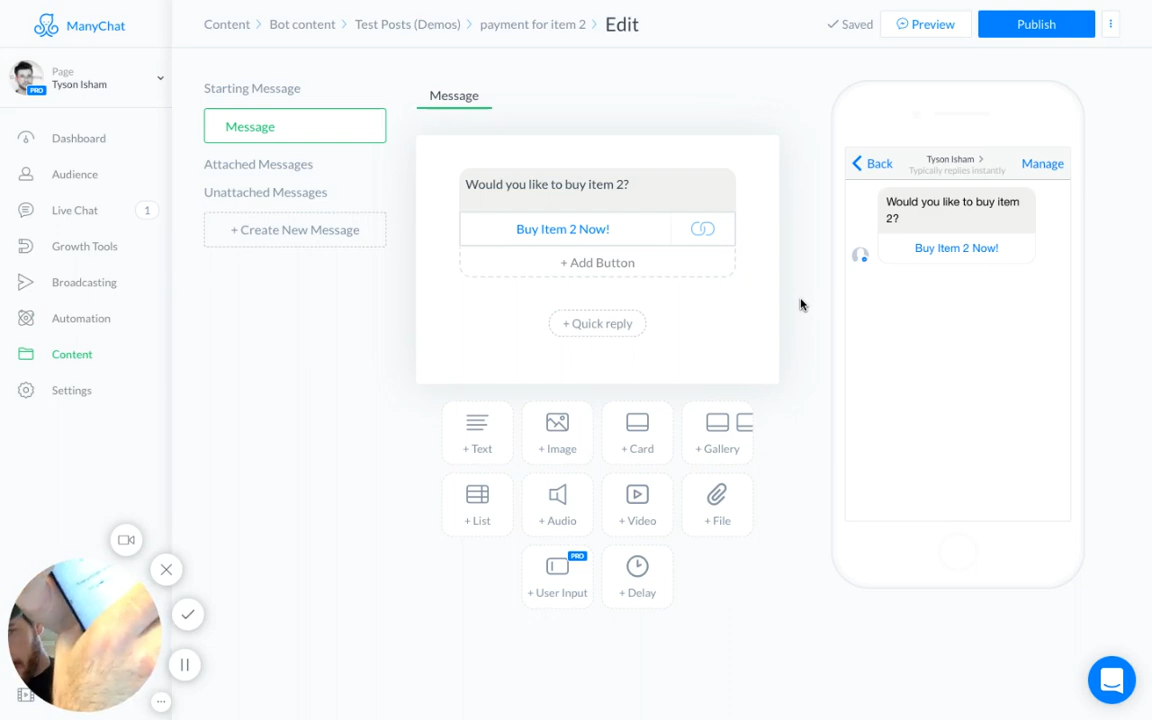 ManyChat
Content > Bot content > Test Posts (Demos) > payment for item 2 > Edit
Saved
Preview
Publish
Page
Tyson Isham
PRO
Dashboard
Audience
Live Chat
1
Growth Tools
Broadcasting
Automation
Content
Settings
Starting Message
Message
Attached Messages
Unattached Messages
+ Create New Message
Message
Would you like to buy item 2?
Buy Item 2 Now!
+ Add Button
+ Quick reply
+ Text
+ Image
+ Card
+ Gallery
+ List
+ Audio
+ Video
+ File
PRO
+ User Input
+ Delay
Back
Tyson Isham >
Typically replies instantly
Manage
Would you like to buy item
2?
Buy Item 2 Now!